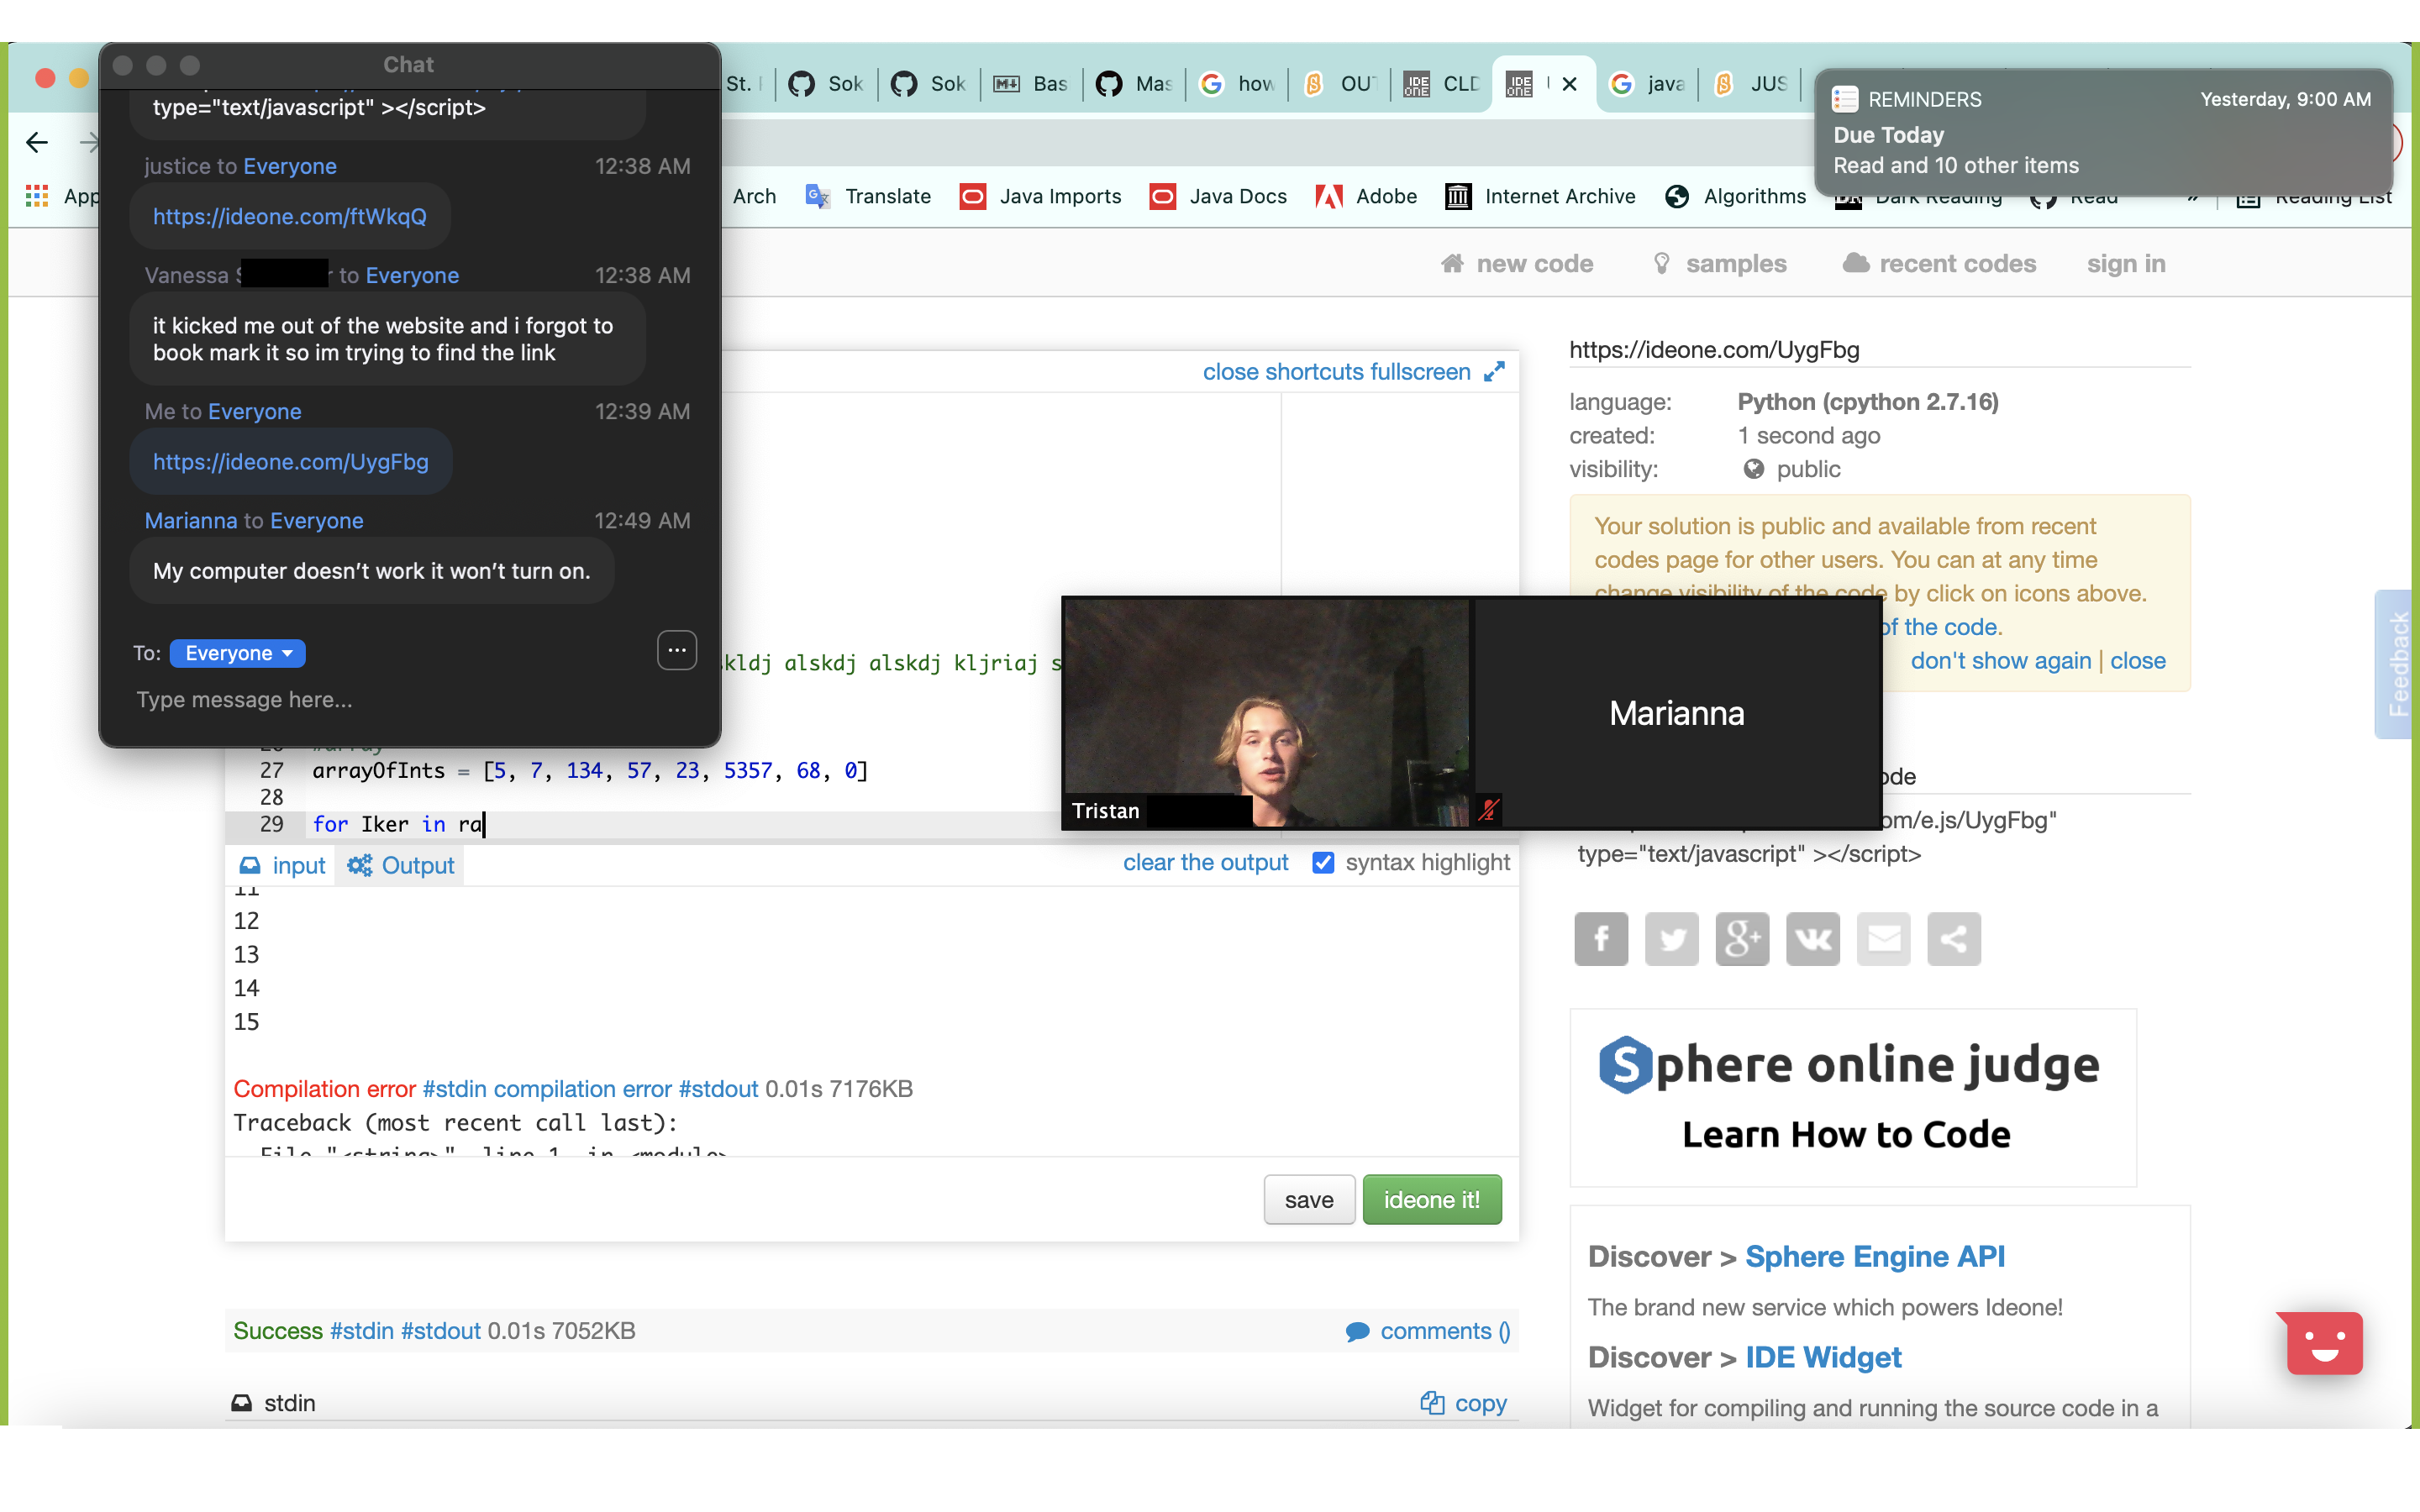 Chat
type="text/javascript" ></script>
justice to Everyone 12:38 AM
https://ideone.com/ftWkqQ
Vanessa to Everyone 12:38 AM
it kicked me out of the website and i forgot to
book mark it so im trying to find the link
Me to Everyone 12:39 AM
https://ideone.com/UygFbg
Marianna to Everyone 12:49 AM
My computer doesn’t work it won’t turn on.
To: Everyone
Type message here...
St. Sok Sok Bas Mas how OUT CLD java JUS
REMINDERS Yesterday, 9:00 AM
Due Today
Read and 10 other items
App Arch Translate Java Imports Java Docs Adobe Internet Archive Algorithms Dark Reading Read » Reading List
new code samples recent codes sign in
close shortcuts fullscreen
skldj alskdj alskdj kljriaj s
26 #array
27 arrayOfInts = [5, 7, 134, 57, 23, 5357, 68, 0]
28
29 for Iker in ra
input Output clear the output syntax highlight
11
12
13
14
15
Compilation error #stdin compilation error #stdout 0.01s 7176KB
Traceback (most recent call last):
File "<string>", line 1, in <module>
save ideone it!
Success #stdin #stdout 0.01s 7052KB comments ()
stdin copy
Tristan
Marianna
https://ideone.com/UygFbg
language: Python (cpython 2.7.16)
created: 1 second ago
visibility: public
Your solution is public and available from recent
codes page for other users. You can at any time
change visibility of the code by click on icons above.
of the code.
don't show again | close
ode
om/e.js/UygFbg"
type="text/javascript" ></script>
Sphere online judge
Learn How to Code
Discover > Sphere Engine API
The brand new service which powers Ideone!
Discover > IDE Widget
Widget for compiling and running the source code in a
Feedback